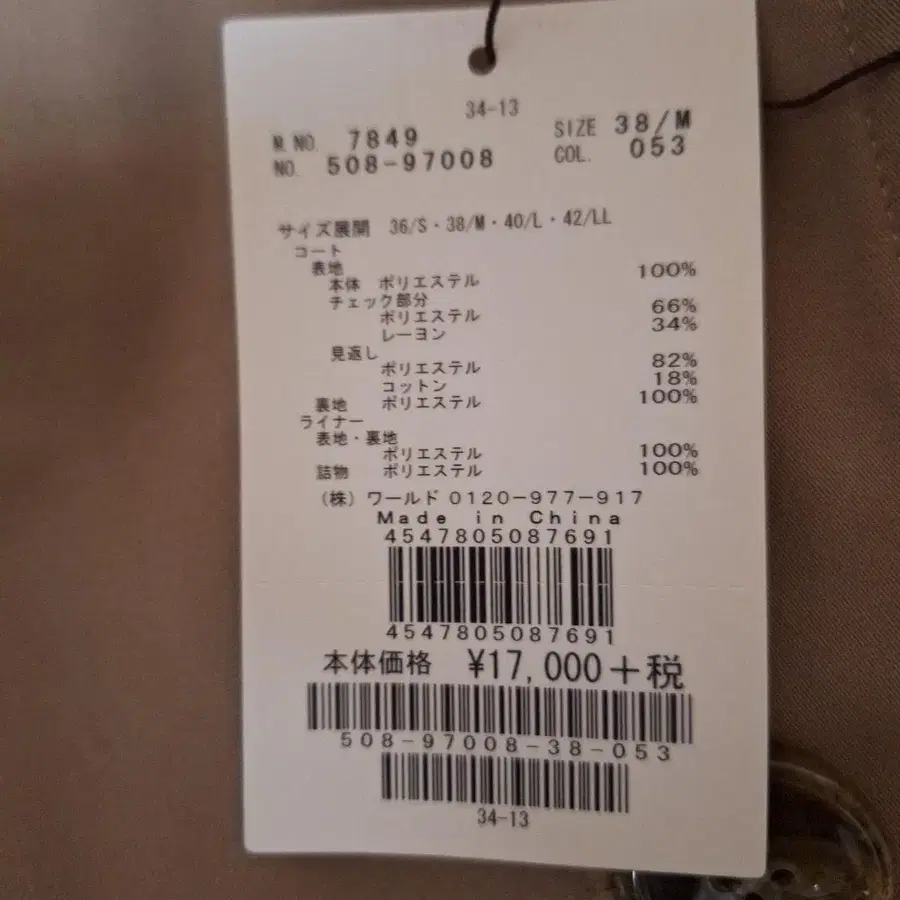 34-13
M.NO. 7849 SIZE 38/M
NO. 508-97008 COL. 053
サイズ展開 36/S・38/M・40/L・42/LL
コート
表地
本体 ポリエステル 100%
チェック部分
ポリエステル 66%
レーヨン 34%
見返し
ポリエステル 82%
コットン 18%
裏地 ポリエステル 100%
ライナー
表地・裏地
ポリエステル 100%
詰物 ポリエステル 100%
(株)ワールド 0120-977-917
Made in China
4547805087691
4547805087691
本体価格 ¥17,000+税
508-97008-38-053
34-13